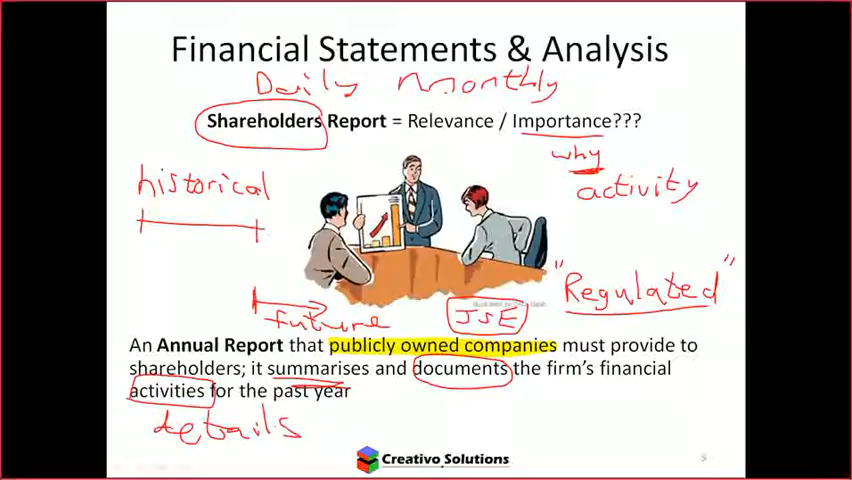 Financial Statements & Analysis
Daily monthly
Shareholders Report = Relevance / Importance???
why
historical
activity
"Regulated"
JSE
future
An Annual Report that publicly owned companies must provide to
shareholders; it summarises and documents the firm's financial
activities for the past year
details
Creativo Solutions